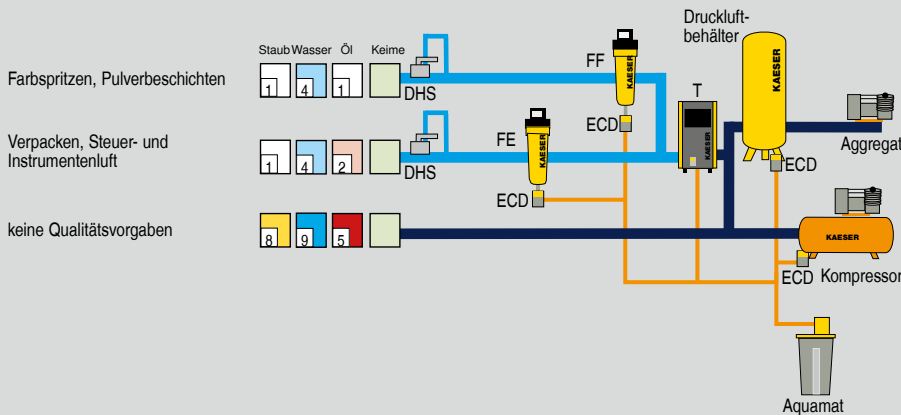 Druckluft-
behälter
Staub Wasser Öl Keime
FF
KAESER
T
Farbspritzen, Pulverbeschichten
1 4 1
DHS
ECD
KAESER
Aggregat
Verpacken, Steuer- und
Instrumentenluft
1 4 2
DHS
FE
KAESER
KAESER
ECD
ECD
keine Qualitätsvorgaben
8 9 5
KAESER
ECD
Kompressor
Aquamat